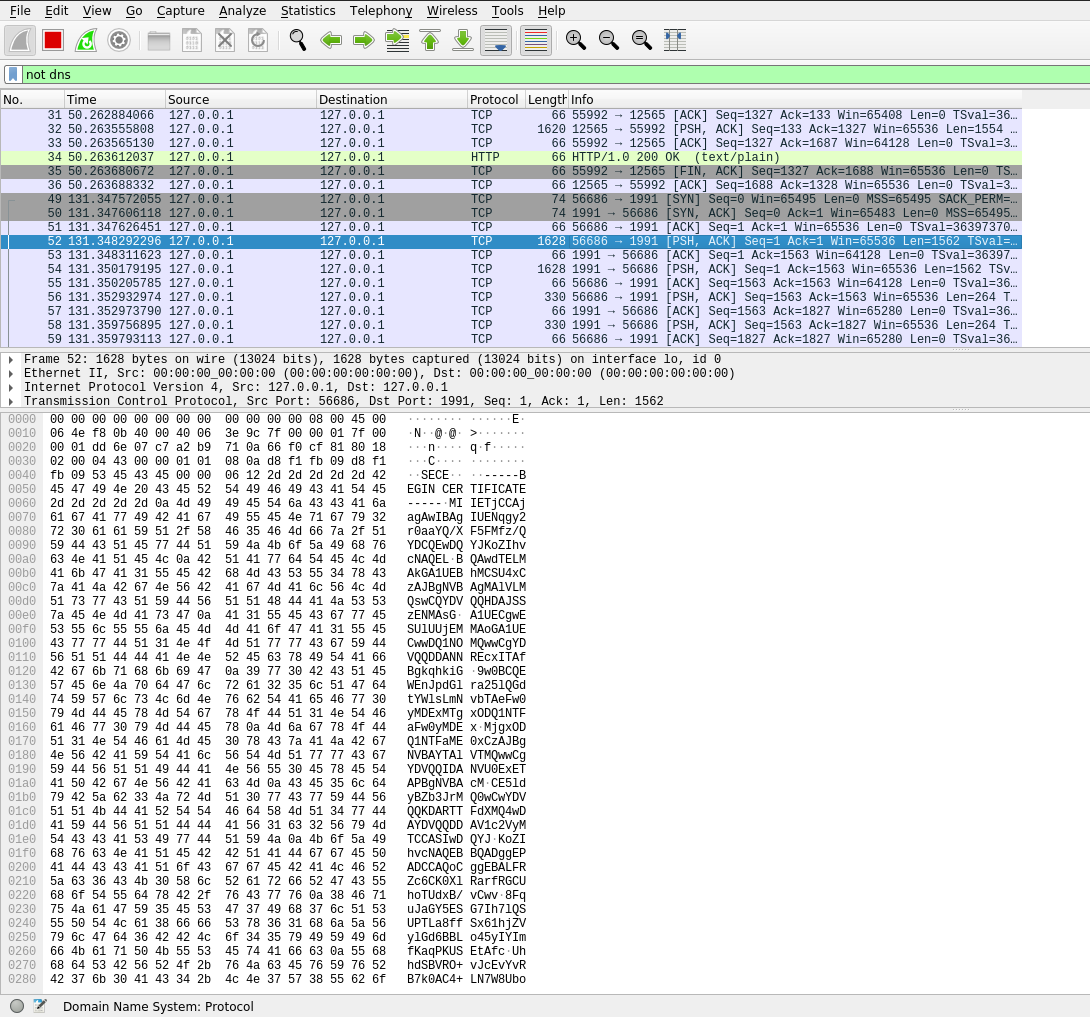 File Edit View Go Capture Analyze Statistics Telephony Wireless Tools Help
not dns
No. Time Source Destination Protocol Length Info
31 50.262884066 127.0.0.1 127.0.0.1 TCP 66 55992 → 12565 [ACK] Seq=1327 Ack=133 Win=65408 Len=0 TSval=36…
32 50.263555808 127.0.0.1 127.0.0.1 TCP 1620 12565 → 55992 [PSH, ACK] Seq=133 Ack=1327 Win=65536 Len=1554 …
33 50.263565130 127.0.0.1 127.0.0.1 TCP 66 55992 → 12565 [ACK] Seq=1327 Ack=1687 Win=64128 Len=0 TSval=3…
34 50.263612037 127.0.0.1 127.0.0.1 HTTP 66 HTTP/1.0 200 OK  (text/plain)
35 50.263680672 127.0.0.1 127.0.0.1 TCP 66 55992 → 12565 [FIN, ACK] Seq=1327 Ack=1688 Win=65536 Len=0 TS…
36 50.263688332 127.0.0.1 127.0.0.1 TCP 66 12565 → 55992 [ACK] Seq=1688 Ack=1328 Win=65536 Len=0 TSval=3…
49 131.347572055 127.0.0.1 127.0.0.1 TCP 74 56686 → 1991 [SYN] Seq=0 Win=65495 Len=0 MSS=65495 SACK_PERM=…
50 131.347606118 127.0.0.1 127.0.0.1 TCP 74 1991 → 56686 [SYN, ACK] Seq=0 Ack=1 Win=65483 Len=0 MSS=65495…
51 131.347626451 127.0.0.1 127.0.0.1 TCP 66 56686 → 1991 [ACK] Seq=1 Ack=1 Win=65536 Len=0 TSval=36397370…
52 131.348292296 127.0.0.1 127.0.0.1 TCP 1628 56686 → 1991 [PSH, ACK] Seq=1 Ack=1 Win=65536 Len=1562 TSval=…
53 131.348311623 127.0.0.1 127.0.0.1 TCP 66 1991 → 56686 [ACK] Seq=1 Ack=1563 Win=64128 Len=0 TSval=36397…
54 131.350179195 127.0.0.1 127.0.0.1 TCP 1628 1991 → 56686 [PSH, ACK] Seq=1 Ack=1563 Win=65536 Len=1562 TSv…
55 131.350205785 127.0.0.1 127.0.0.1 TCP 66 56686 → 1991 [ACK] Seq=1563 Ack=1563 Win=64128 Len=0 TSval=36…
56 131.352932974 127.0.0.1 127.0.0.1 TCP 330 56686 → 1991 [PSH, ACK] Seq=1563 Ack=1563 Win=65536 Len=264 T…
57 131.352973790 127.0.0.1 127.0.0.1 TCP 66 1991 → 56686 [ACK] Seq=1563 Ack=1827 Win=65280 Len=0 TSval=36…
58 131.359756895 127.0.0.1 127.0.0.1 TCP 330 1991 → 56686 [PSH, ACK] Seq=1563 Ack=1827 Win=65536 Len=264 T…
59 131.359793113 127.0.0.1 127.0.0.1 TCP 66 56686 → 1991 [ACK] Seq=1827 Ack=1827 Win=65280 Len=0 TSval=36…
Frame 52: 1628 bytes on wire (13024 bits), 1628 bytes captured (13024 bits) on interface lo, id 0
Ethernet II, Src: 00:00:00_00:00:00 (00:00:00:00:00:00), Dst: 00:00:00_00:00:00 (00:00:00:00:00:00)
Internet Protocol Version 4, Src: 127.0.0.1, Dst: 127.0.0.1
Transmission Control Protocol, Src Port: 56686, Dst Port: 1991, Seq: 1, Ack: 1, Len: 1562
0000 00 00 00 00 00 00 00 00 00 00 00 00 08 00 45 00 ········ ······E·
0010 06 4e f8 0b 40 00 40 06 3e 9c 7f 00 00 01 7f 00 ·N··@·@· >·······
0020 00 01 dd 6e 07 c7 a2 b9 71 0a 66 f0 cf 81 80 18 ···n···· q·f·····
0030 02 00 04 43 00 00 01 01 08 0a d8 f1 fb 09 d8 f1 ···C···· ········
0040 fb 09 53 45 43 45 00 00 06 12 2d 2d 2d 2d 2d 42 ··SECE·· ··-----B
0050 45 47 49 4e 20 43 45 52 54 49 46 49 43 41 54 45 EGIN CER TIFICATE
0060 2d 2d 2d 2d 2d 0a 4d 49 49 45 54 6a 43 43 41 6a -----·MI IETjCCAj
0070 61 67 41 77 49 42 41 67 49 55 45 4e 71 67 79 32 agAwIBAg IUENqgy2
0080 72 30 61 61 59 51 2f 58 46 35 46 4d 66 7a 2f 51 r0aaYQ/X F5FMfz/Q
0090 59 44 43 51 45 77 44 51 59 4a 4b 6f 5a 49 68 76 YDCQEwDQ YJKoZIhv
00a0 63 4e 41 51 45 4c 0a 42 51 41 77 64 54 45 4c 4d cNAQEL·B QAwdTELM
00b0 41 6b 47 41 31 55 45 42 68 4d 43 53 55 34 78 43 AkGA1UEB hMCSU4xC
00c0 7a 41 4a 42 67 4e 56 42 41 67 4d 41 6c 56 4c 4d zAJBgNVB AgMAlVLM
00d0 51 73 77 43 51 59 44 56 51 51 48 44 41 4a 53 53 QswCQYDV QQHDAJSS
00e0 7a 45 4e 4d 41 73 47 0a 41 31 55 45 43 67 77 45 zENMAsG· A1UECgwE
00f0 53 55 6c 55 55 6a 45 4d 4d 41 6f 47 41 31 55 45 SUlUUjEM MAoGA1UE
0100 43 77 77 44 51 31 4e 4f 4d 51 77 77 43 67 59 44 CwwDQ1NO MQwwCgYD
0110 56 51 51 44 44 41 4e 4e 52 45 63 78 49 54 41 66 VQQDDANN REcxITAf
0120 42 67 6b 71 68 6b 69 47 0a 39 77 30 42 43 51 45 BgkqhkiG ·9w0BCQE
0130 57 45 6e 4a 70 64 47 6c 72 61 32 35 6c 51 47 64 WEnJpdGl ra25lQGd
0140 74 59 57 6c 73 4c 6d 4e 76 62 54 41 65 46 77 30 tYWlsLmN vbTAeFw0
0150 79 4d 44 45 78 4d 54 67 78 4f 44 51 31 4e 54 46 yMDExMTg xODQ1NTF
0160 61 46 77 30 79 4d 44 45 78 0a 4d 6a 67 78 4f 44 aFw0yMDE x·MjgxOD
0170 51 31 4e 54 46 61 4d 45 30 78 43 7a 41 4a 42 67 Q1NTFaME 0xCzAJBg
0180 4e 56 42 41 59 54 41 6c 56 54 4d 51 77 77 43 67 NVBAYTAl VTMQwwCg
0190 59 44 56 51 51 49 44 41 4e 56 55 30 45 78 45 54 YDVQQIDA NVU0ExET
01a0 41 50 42 67 4e 56 42 41 63 4d 0a 43 45 35 6c 64 APBgNVBA cM·CE5ld
01b0 79 42 5a 62 33 4a 72 4d 51 30 77 43 77 59 44 56 yBZb3JrM Q0wCwYDV
01c0 51 51 4b 44 41 52 54 54 46 64 58 4d 51 34 77 44 QQKDARTT FdXMQ4wD
01d0 41 59 44 56 51 51 44 44 41 56 31 63 32 56 79 4d AYDVQQDD AV1c2VyM
01e0 54 43 43 41 53 49 77 44 51 59 4a 0a 4b 6f 5a 49 TCCASIwD QYJ·KoZI
01f0 68 76 63 4e 41 51 45 42 42 51 41 44 67 67 45 50 hvcNAQEB BQADggEP
0200 41 44 43 43 41 51 6f 43 67 67 45 42 41 4c 46 52 ADCCAQoC ggEBALFR
0210 5a 63 36 43 4b 30 58 6c 52 61 72 66 52 47 43 55 Zc6CK0Xl RarfRGCU
0220 68 6f 54 55 64 78 42 2f 76 43 77 76 0a 38 46 71 hoTUdxB/ vCwv·8Fq
0230 75 4a 61 47 59 35 45 53 47 37 49 68 37 6c 51 53 uJaGY5ES G7Ih7lQS
0240 55 50 54 4c 61 38 66 66 53 78 36 31 68 6a 5a 56 UPTLa8ff Sx61hjZV
0250 79 6c 47 64 36 42 42 4c 6f 34 35 79 49 59 49 6d ylGd6BBL o45yIYIm
0260 66 4b 61 71 50 4b 55 53 45 74 41 66 63 0a 55 68 fKaqPKUS EtAfc·Uh
0270 68 64 53 42 56 52 4f 2b 76 4a 63 45 76 59 76 52 hdSBVRO+ vJcEvYvR
0280 42 37 6b 30 41 43 34 2b 4c 4e 37 57 38 55 62 6f B7k0AC4+ LN7W8Ubo
Domain Name System: Protocol